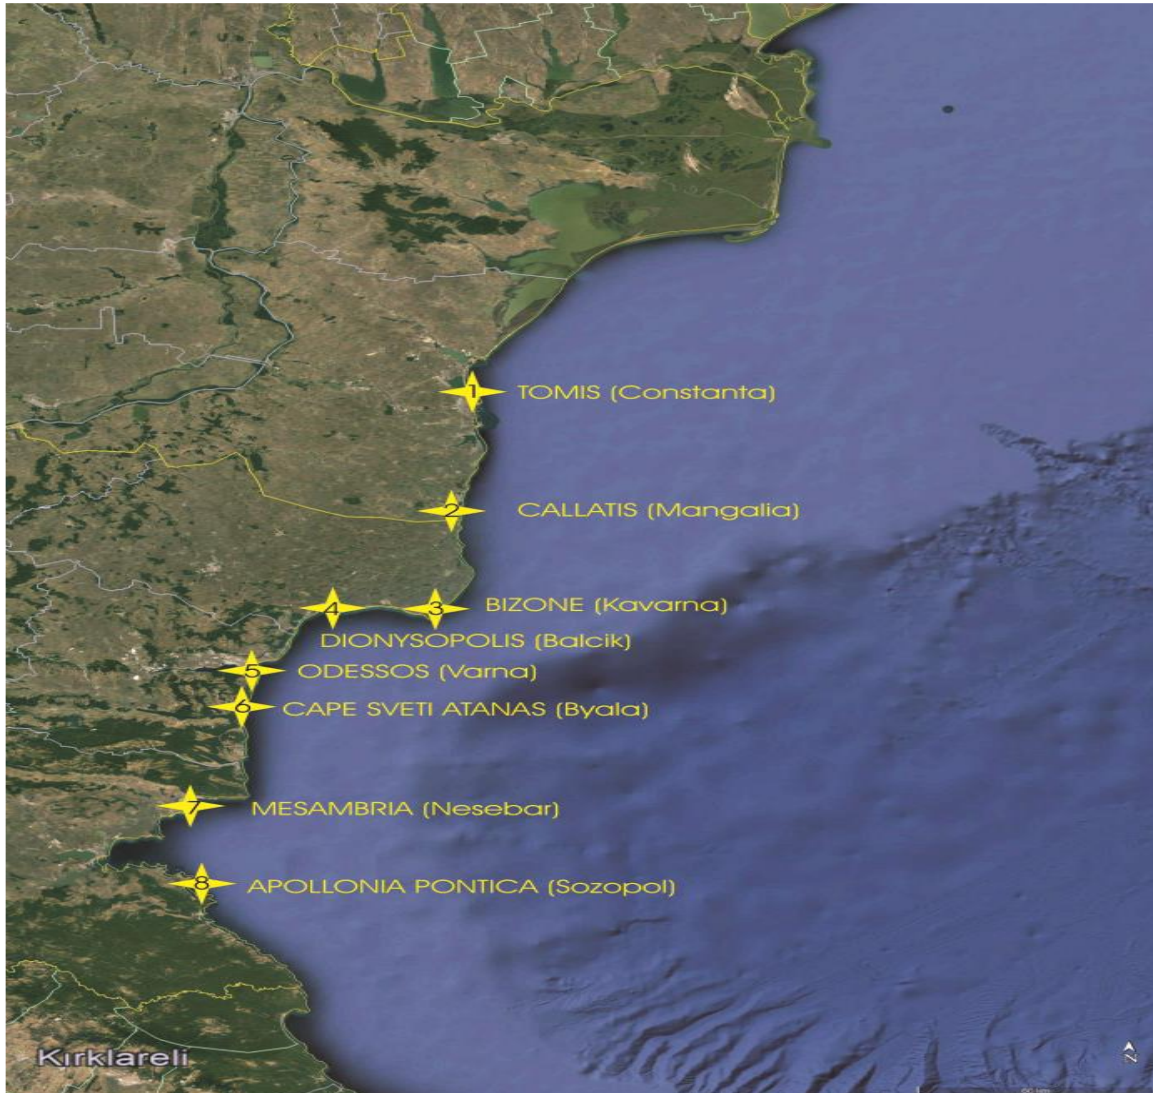 1 TOMIS (Constanta)
2 CALLATIS (Mangalia)
3 BIZONE (Kavarna)
4
DIONYSOPOLIS (Balcik)
5 ODESSOS (Varna)
6 CAPE SVETI ATANAS (Byala)
7 MESAMBRIA (Nesebar)
8 APOLLONIA PONTICA (Sozopol)
Kırklareli
N